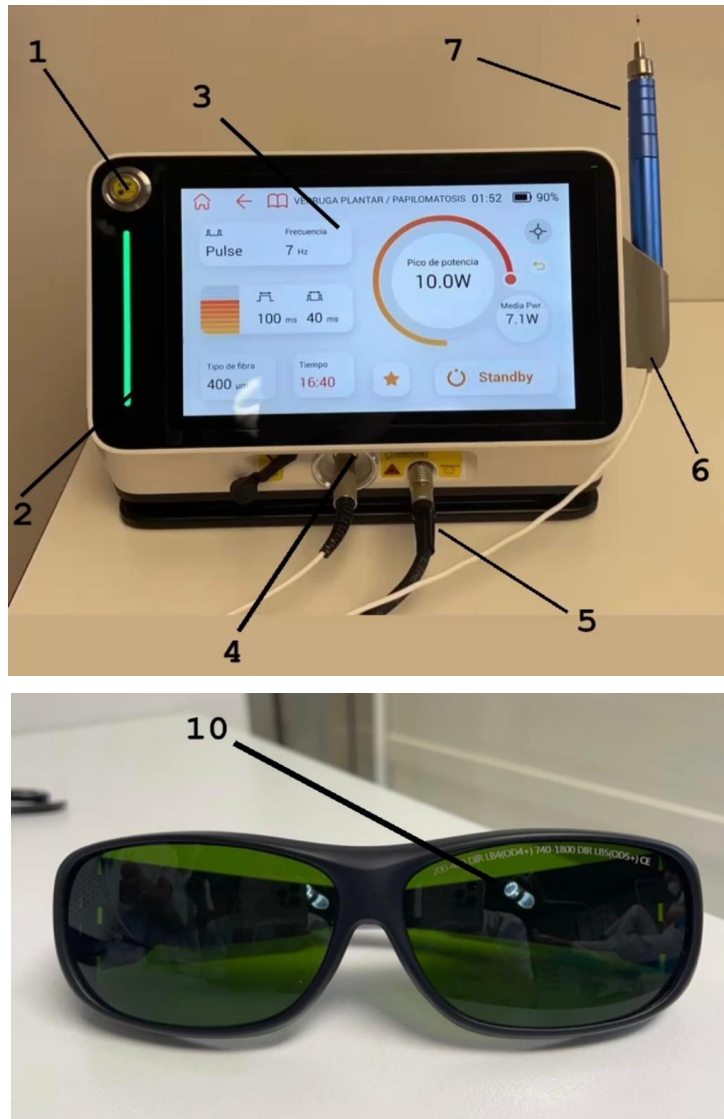 1
7
3
VERRUGA PLANTAR / PAPILOMATOSIS 01:52 90%
Pulse
Frecuencia
7 Hz
Pico de potencia
10.0W
100 ms 40 ms
Media Pwr
7.1W
Tipo de fibra
400 µm
Tiempo
16:40
Standby
2
6
4
5
10
DIR LB4(OD4+) 740-1800 DIR LB5(OD5+) CE